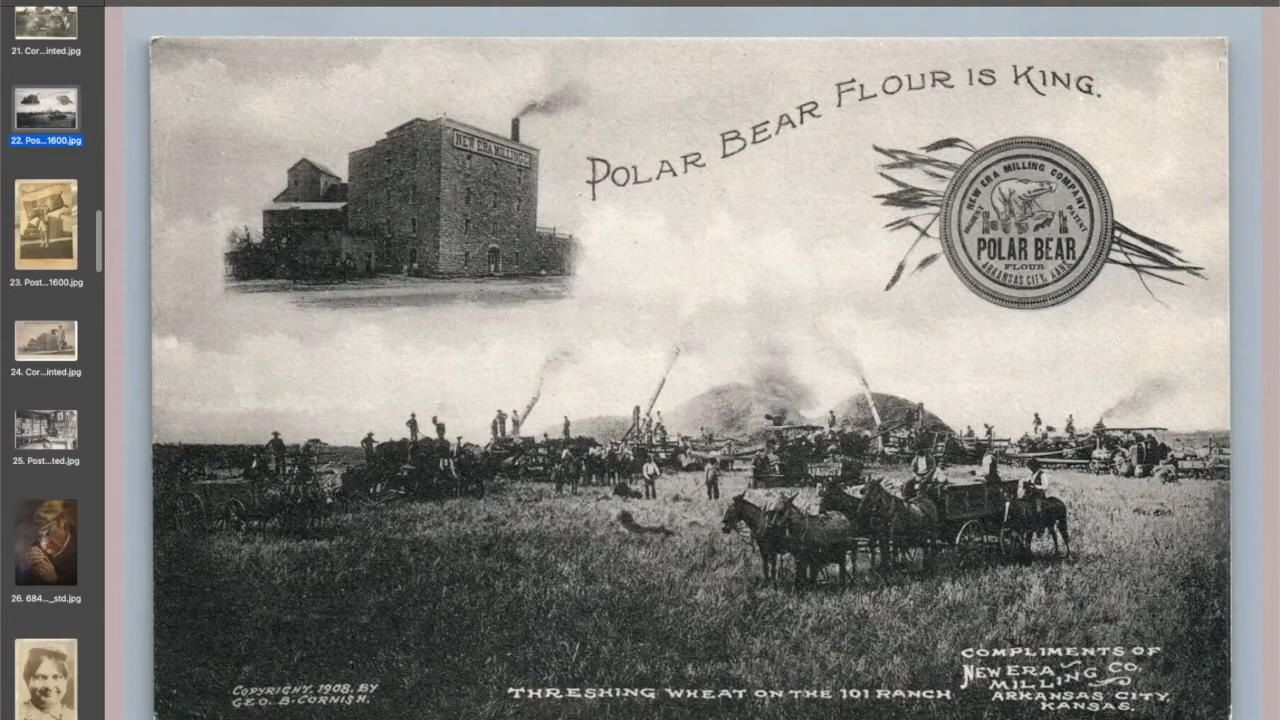 21. Cor...inted.jpg
22. Pos...1600.jpg
23. Post...1600.jpg
24. Cor...inted.jpg
25. Post...ted.jpg
26. 684..._std.jpg
POLAR BEAR FLOUR IS KING.
NEW ERA MILLING CO
NEW ERA MILLING COMPANY
PATENT
POLAR BEAR
FLOUR
ARKANSAS CITY, KANS.
COPYRIGHT, 1908, BY
GEO. B. CORNISH.
THRESHING WHEAT ON THE 101 RANCH
COMPLIMENTS OF
NEW ERA
MILLING CO.
ARKANSAS CITY,
KANSAS.